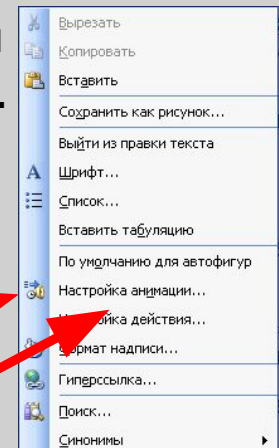 Вырезать
Копировать
Вставить
Сохранить как рисунок...
Выйти из правки текста
Шрифт...
Список...
Вставить табуляцию
По умолчанию для автофигур
Настройка анимации...
действия...
Формат надписи...
Гиперссылка...
Поиск...
Синонимы